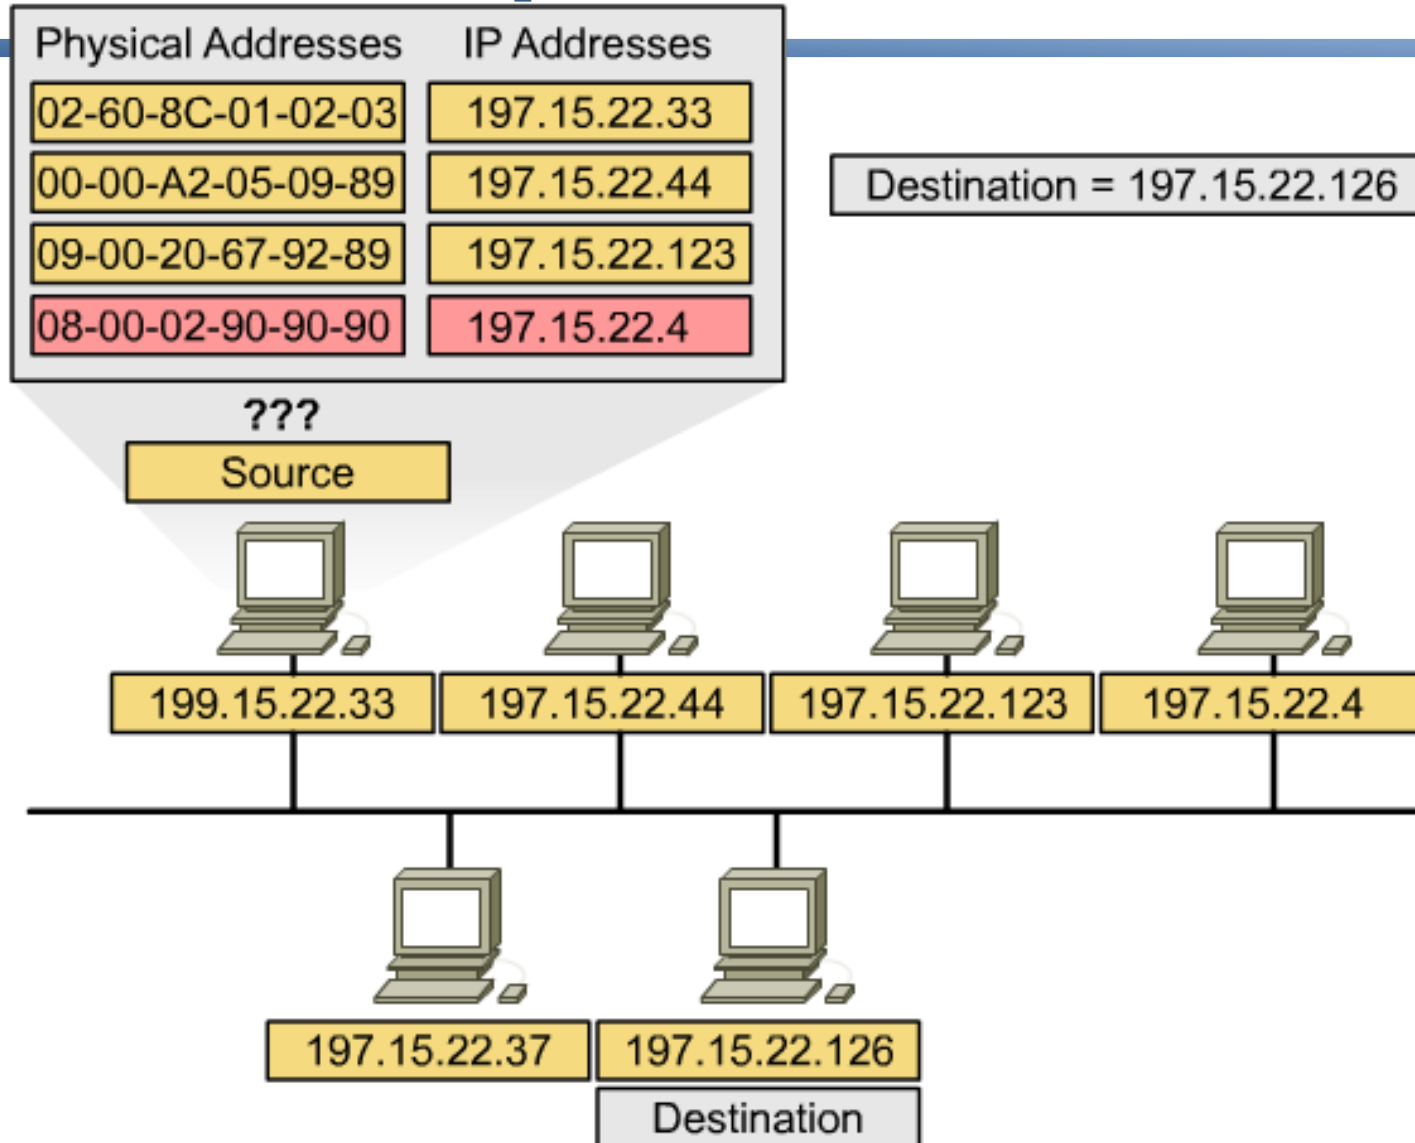 Physical Addresses IP Addresses
02-60-8C-01-02-03 197.15.22.33
00-00-A2-05-09-89 197.15.22.44
09-00-20-67-92-89 197.15.22.123
08-00-02-90-90-90 197.15.22.4
Destination = 197.15.22.126
???
Source
199.15.22.33 197.15.22.44 197.15.22.123 197.15.22.4
197.15.22.37 197.15.22.126
Destination